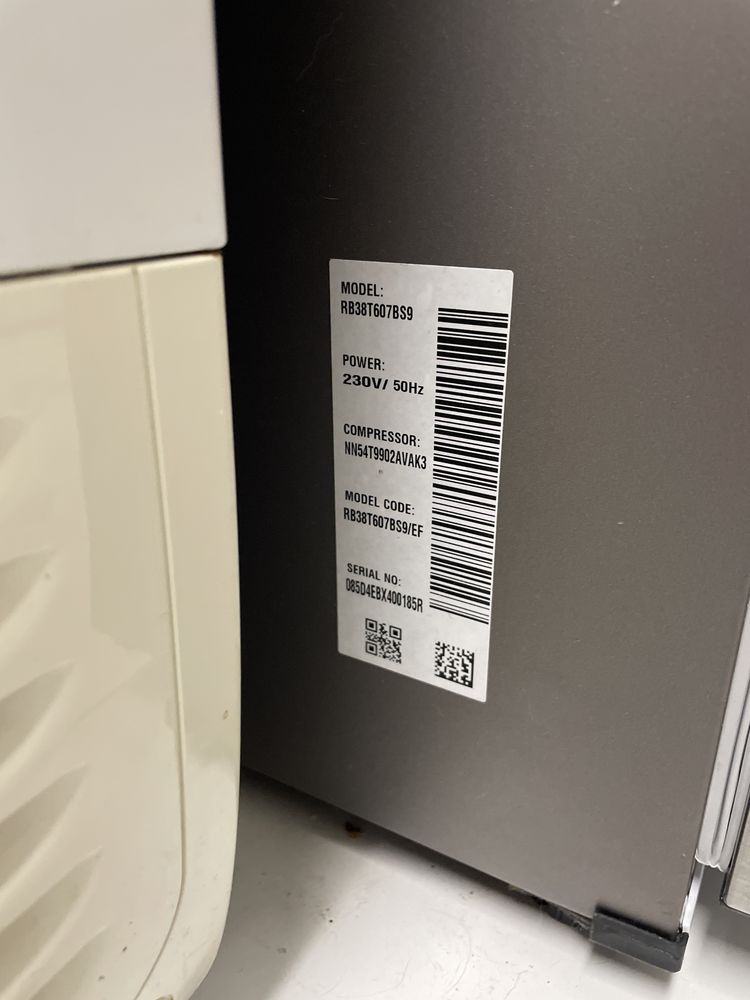 MODEL:
RB38T607BS9
POWER:
230V/ 50Hz
COMPRESSOR:
NN54T9902AVAK3
MODEL CODE:
RB38T607BS9/EF
SERIAL NO:
085D4EBX400185R